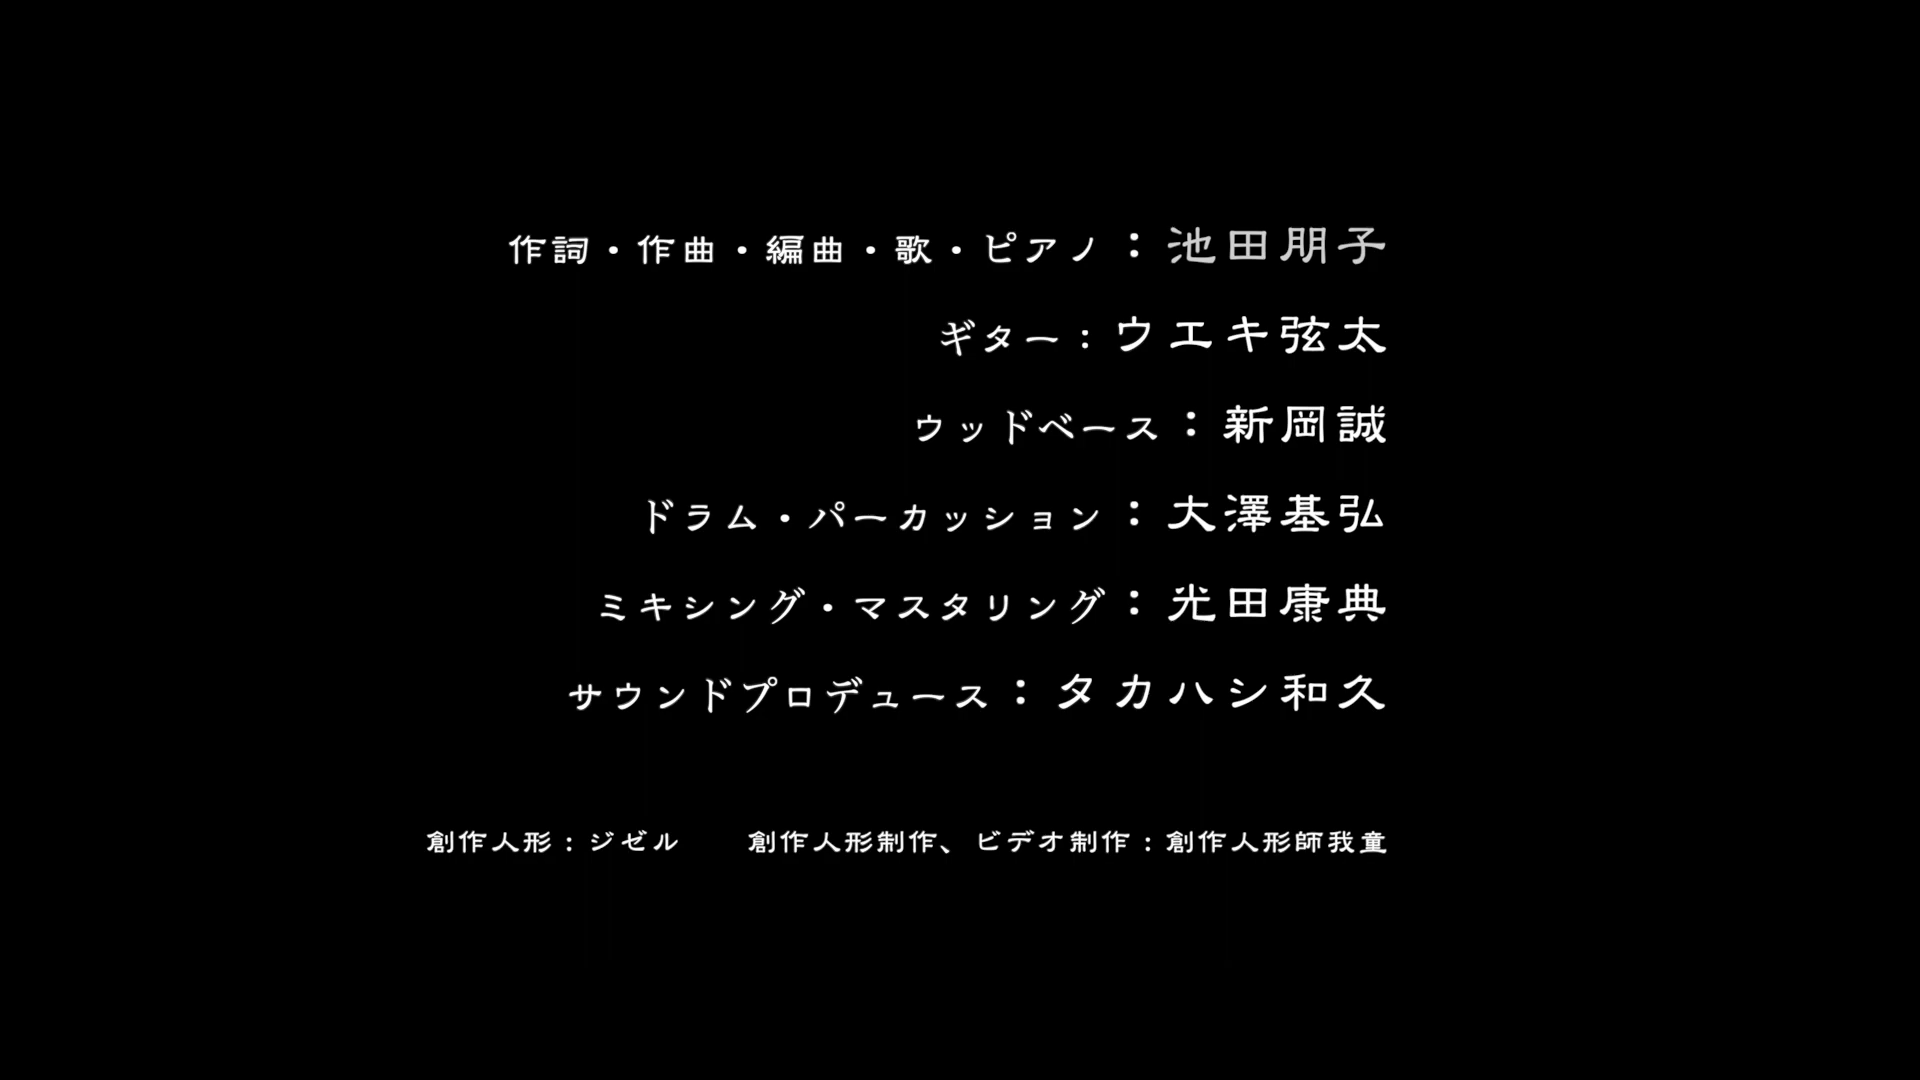 作詞・作曲・編曲・歌・ピアノ：池田朋子
ギター：ウエキ弦太
ウッドベース：新岡誠
ドラム・パーカッション：大澤基弘
ミキシング・マスタリング：光田康典
サウンドプロデュース：タカハシ和久
創作人形：ジゼル　　創作人形制作、ビデオ制作：創作人形師我童